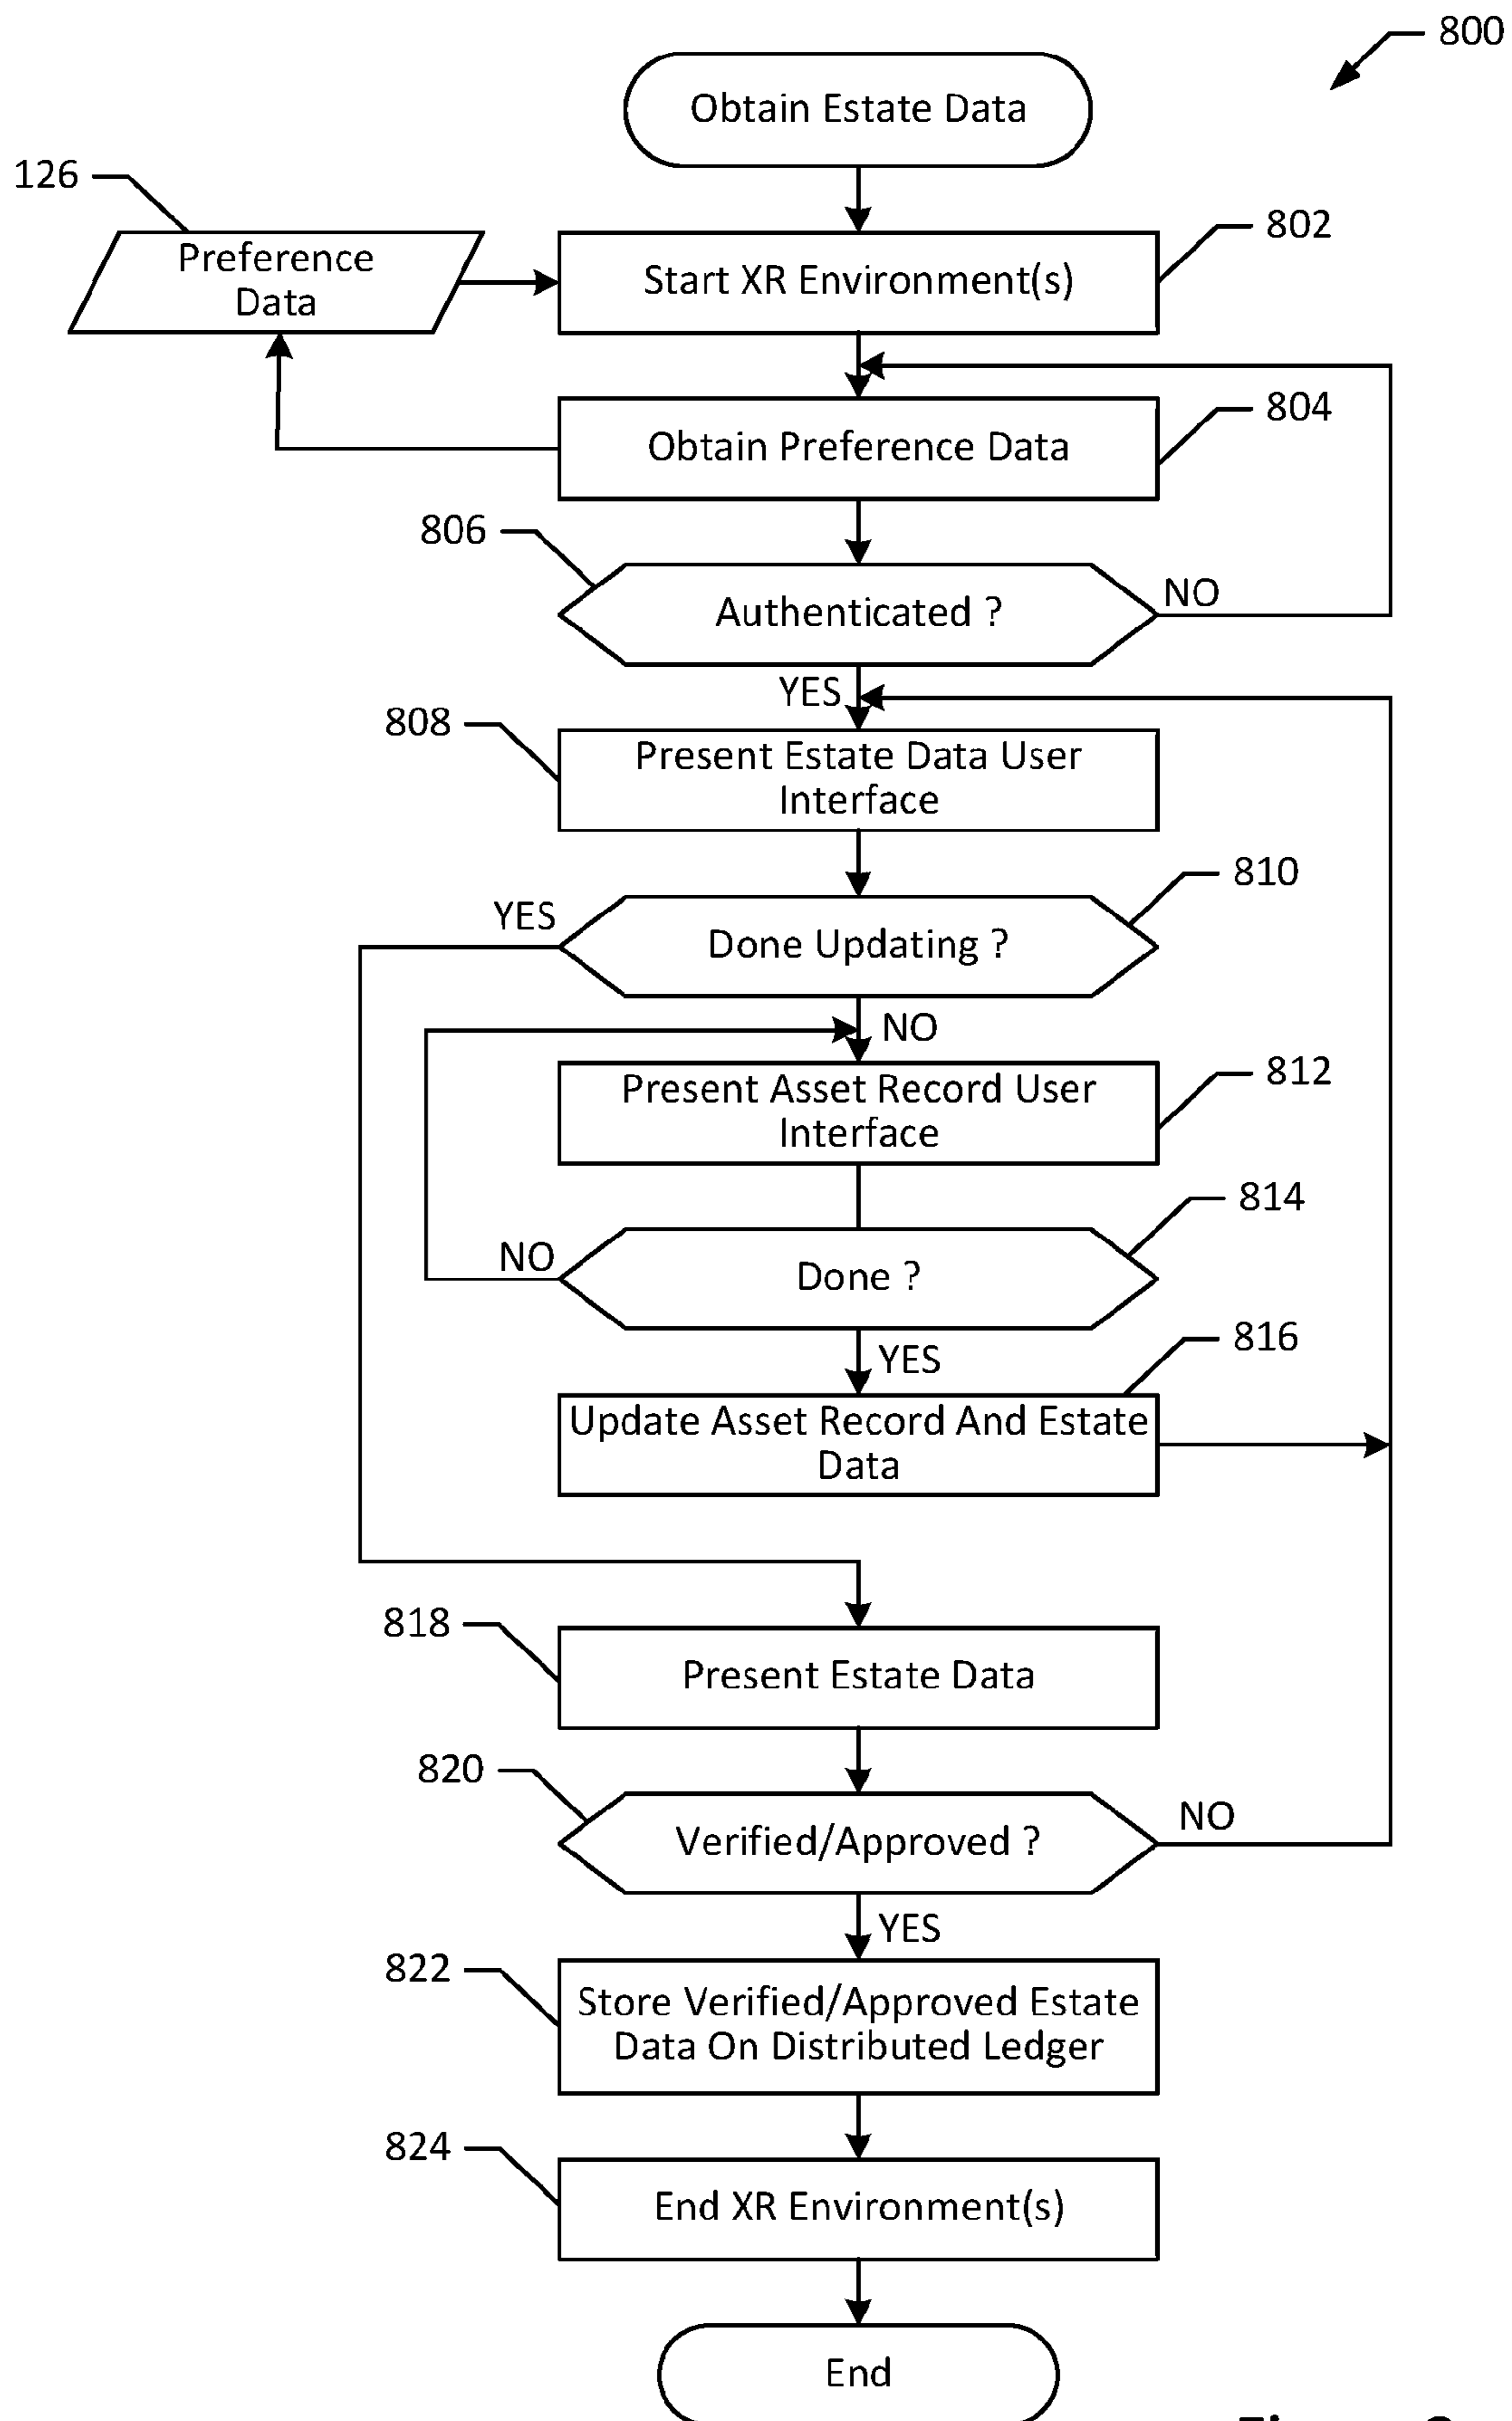 800
Obtain Estate Data
126
Preference
Data
802
Start XR Environment(s)
804
Obtain Preference Data
806
Authenticated ?
NO
YES
808
Present Estate Data User
Interface
810
YES
Done Updating ?
NO
812
Present Asset Record User
Interface
814
NO
Done ?
YES
816
Update Asset Record And Estate
Data
818
Present Estate Data
820
Verified/Approved ?
NO
YES
822
Store Verified/Approved Estate
Data On Distributed Ledger
824
End XR Environment(s)
End